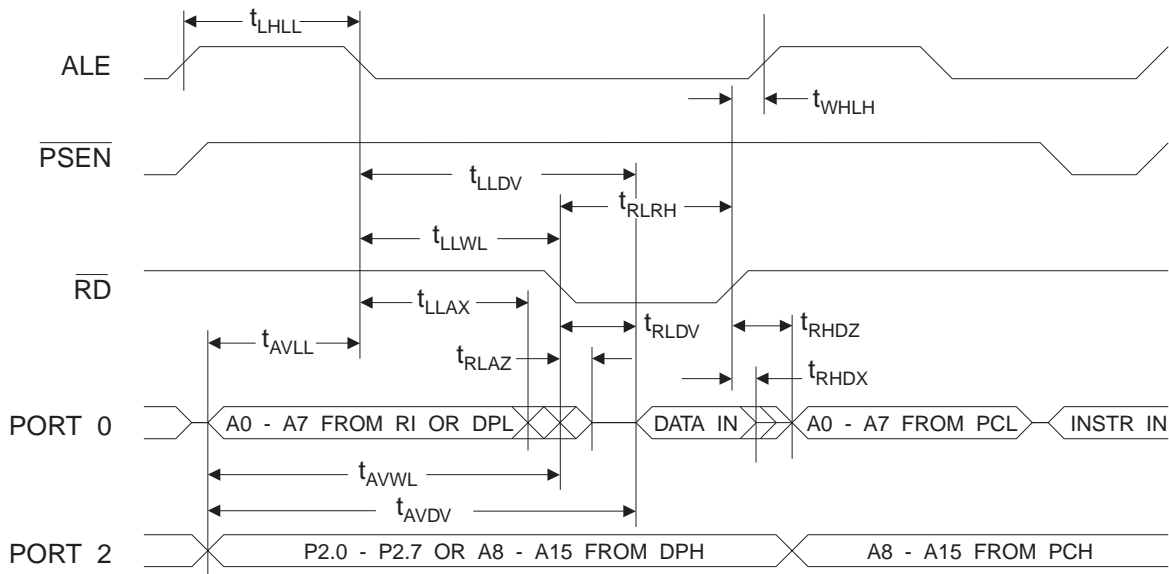 tLHLL
ALE
tWHLH
PSEN
tLLDV
tRLRH
tLLWL
RD
tLLAX
tRLDV
tRHDZ
tAVLL
tRLAZ
tRHDX
PORT 0
A0 - A7 FROM RI OR DPL
DATA IN
A0 - A7 FROM PCL
INSTR IN
tAVWL
tAVDV
PORT 2
P2.0 - P2.7 OR A8 - A15 FROM DPH
A8 - A15 FROM PCH